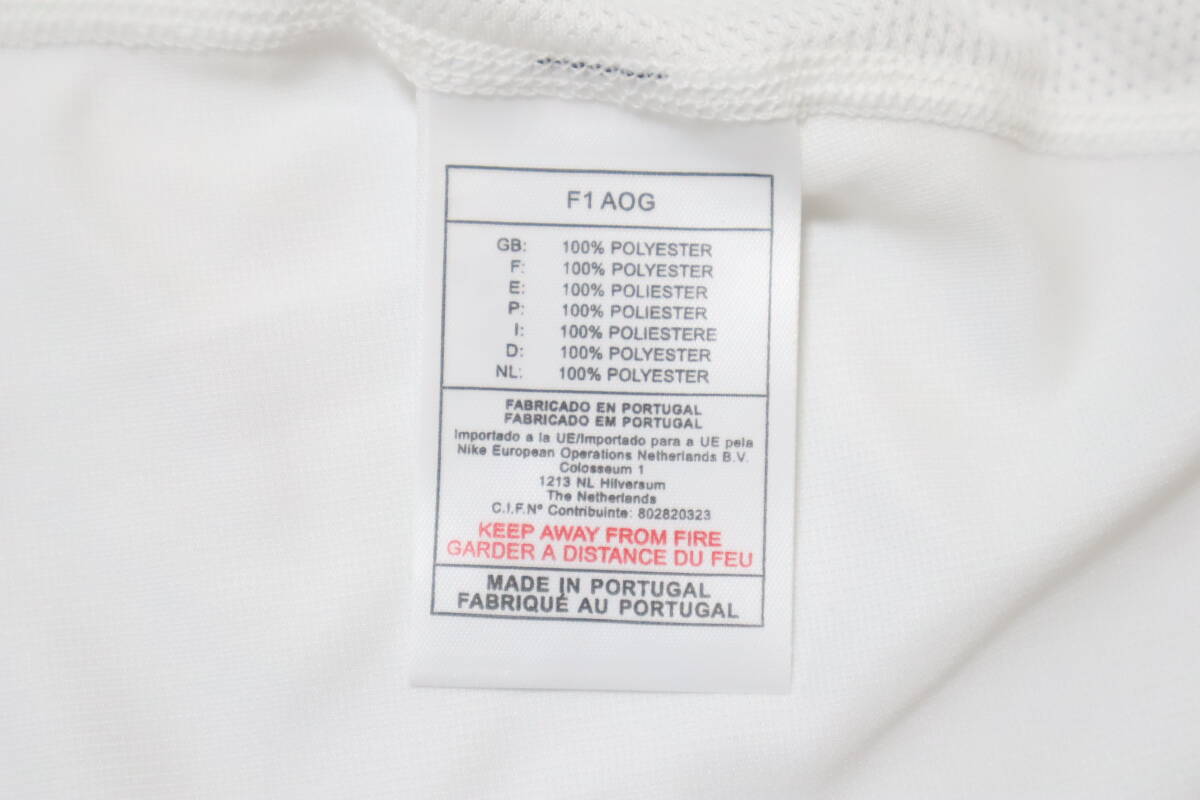 F1 AOG
GB: 100% POLYESTER
F: 100% POLYESTER
E: 100% POLIESTER
P: 100% POLIESTER
I: 100% POLIESTERE
D: 100% POLYESTER
NL: 100% POLYESTER
FABRICADO EN PORTUGAL
FABRICADO EM PORTUGAL
Importado a la UE/Importado para a UE pela
Nike European Operations Netherlands B.V.
Colosseum 1
1213 NL Hilversum
The Netherlands
C.I.F.Nº Contribuinte: 802820323
KEEP AWAY FROM FIRE
GARDER A DISTANCE DU FEU
MADE IN PORTUGAL
FABRIQUÉ AU PORTUGAL